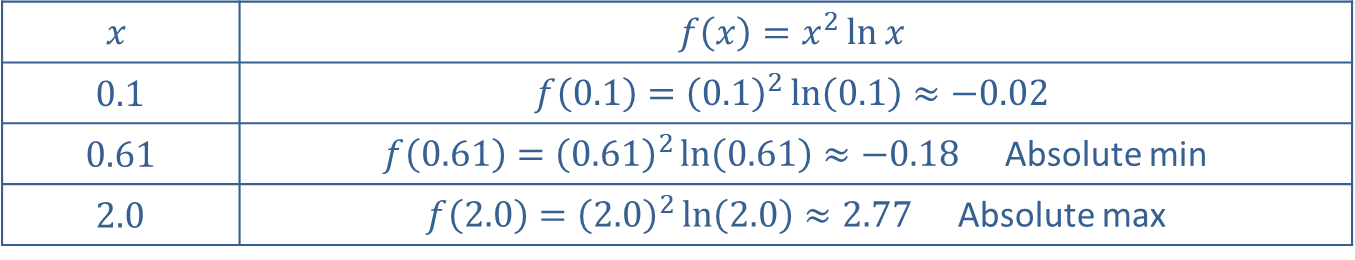 x f(x) = x² ln x
0.1 f(0.1) = (0.1)² ln(0.1) ≈ −0.02
0.61 f(0.61) = (0.61)² ln(0.61) ≈ −0.18 Absolute min
2.0 f(2.0) = (2.0)² ln(2.0) ≈ 2.77 Absolute max